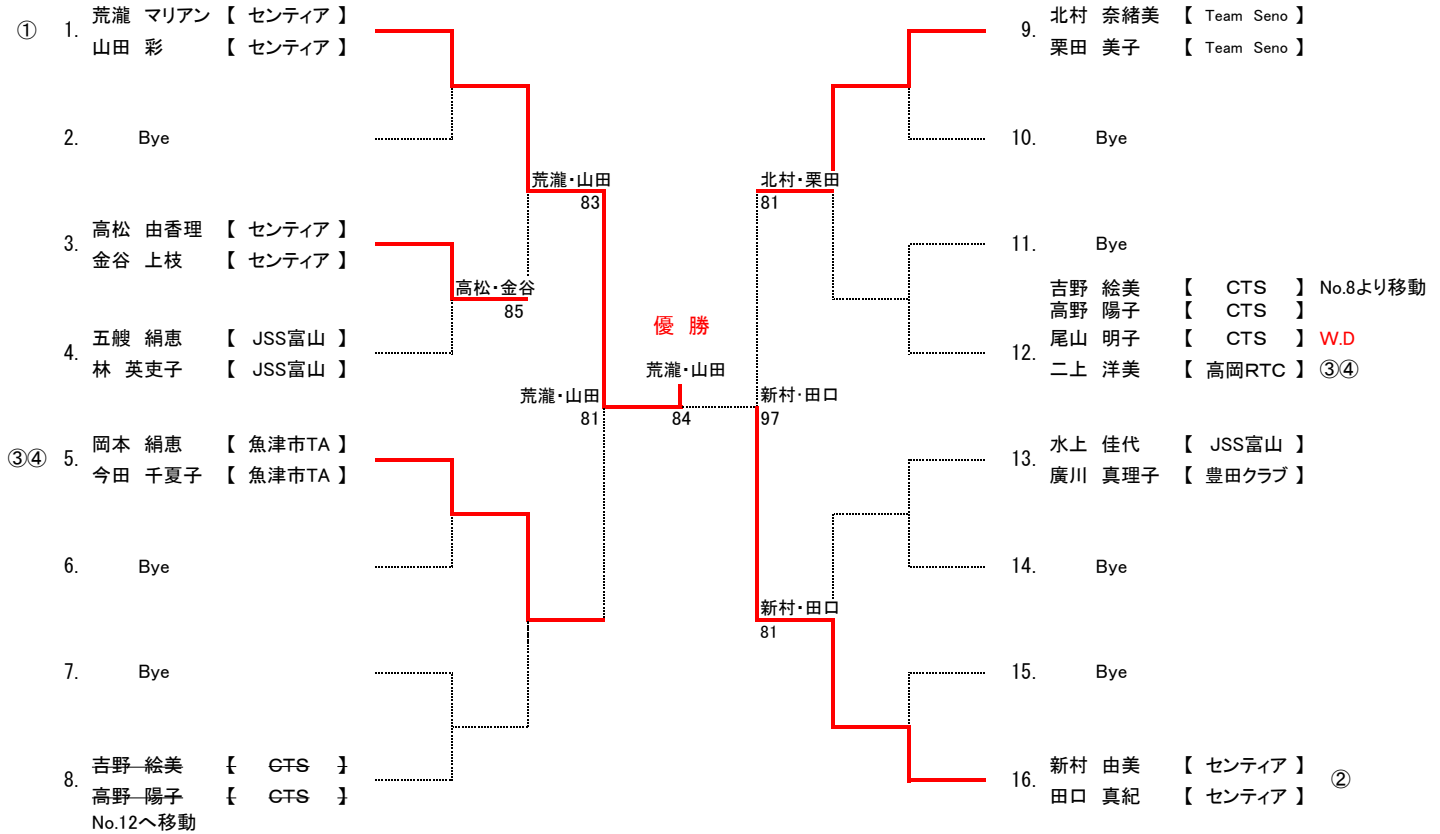 ① 1. 荒瀧 マリアン 【 センティア 】
山田 彩 【 センティア 】
2. Bye
荒瀧・山田
83
3. 高松 由香理 【 センティア 】
金谷 上枝 【 センティア 】
高松・金谷
85
4. 五艘 絹恵 【 JSS富山 】
林 英吏子 【 JSS富山 】
荒瀧・山田
81
③④ 5. 岡本 絹恵 【 魚津市TA 】
今田 千夏子 【 魚津市TA 】
6. Bye
7. Bye
8. 吉野 絵美 【 CTS 】
高野 陽子 【 CTS 】
No.12へ移動
優 勝
荒瀧・山田
84
9. 北村 奈緒美 【 Team Seno 】
栗田 美子 【 Team Seno 】
10. Bye
北村・栗田
81
11. Bye
吉野 絵美 【 CTS 】 No.8より移動
高野 陽子 【 CTS 】
12. 尾山 明子 【 CTS 】 W.D
二上 洋美 【 高岡RTC 】 ③④
新村・田口
97
13. 水上 佳代 【 JSS富山 】
廣川 真理子 【 豊田クラブ 】
14. Bye
新村・田口
81
15. Bye
16. 新村 由美 【 センティア 】 ②
田口 真紀 【 センティア 】